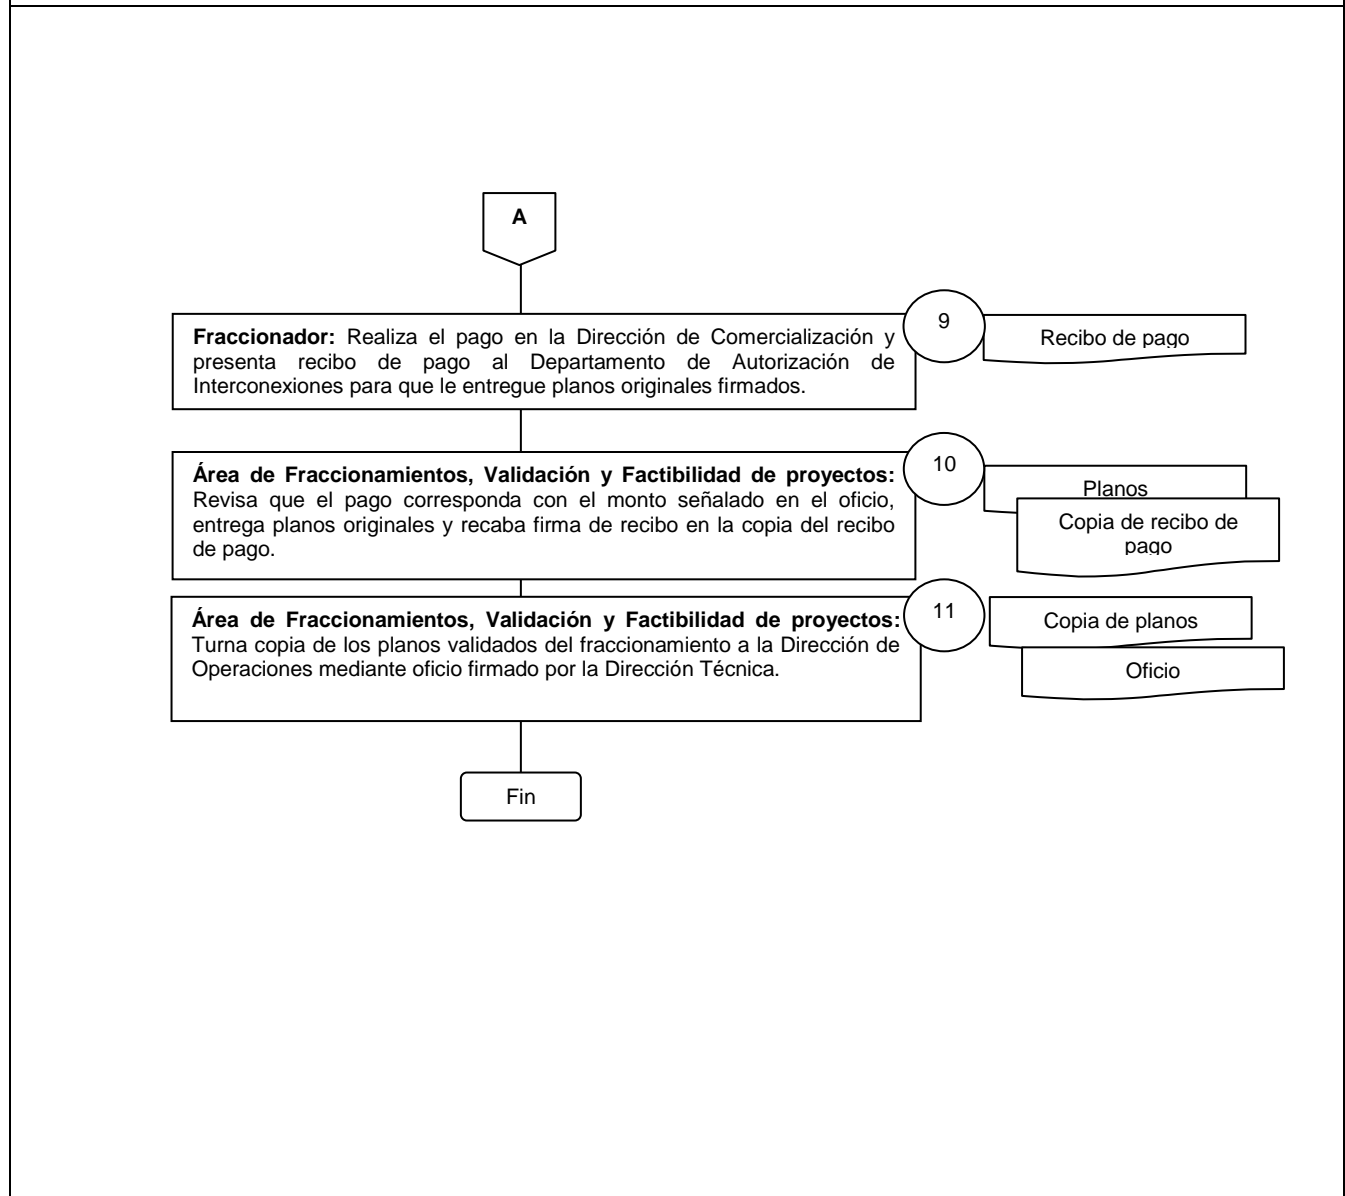 A
9
Fraccionador: Realiza el pago en la Dirección de Comercialización y
presenta recibo de pago al Departamento de Autorización de
Interconexiones para que le entregue planos originales firmados.
Recibo de pago
10
Área de Fraccionamientos, Validación y Factibilidad de proyectos:
Revisa que el pago corresponda con el monto señalado en el oficio,
entrega planos originales y recaba firma de recibo en la copia del recibo
de pago.
Planos
Copia de recibo de
pago
11
Área de Fraccionamientos, Validación y Factibilidad de proyectos:
Turna copia de los planos validados del fraccionamiento a la Dirección de
Operaciones mediante oficio firmado por la Dirección Técnica.
Copia de planos
Oficio
Fin